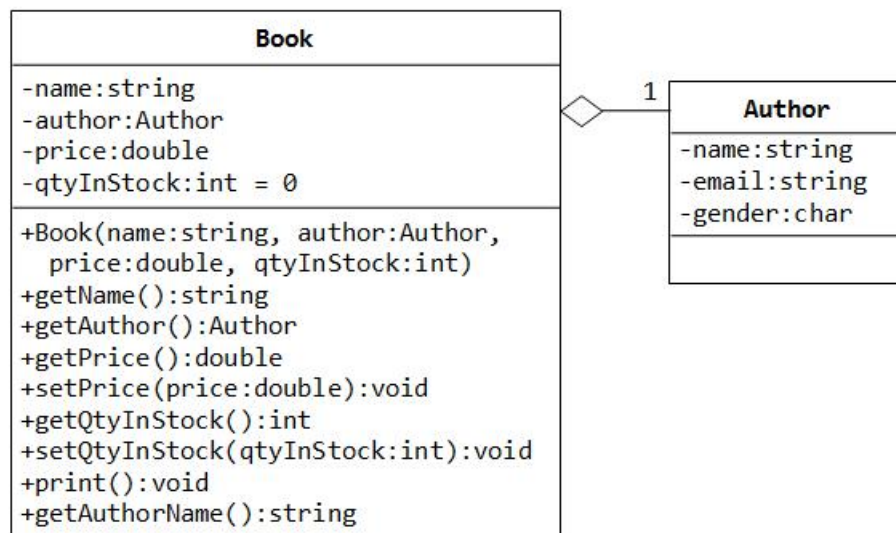 Book
-name:string
-author:Author
-price:double
-qtyInStock:int = 0
+Book(name:string, author:Author,
price:double, qtyInStock:int)
+getName():string
+getAuthor():Author
+getPrice():double
+setPrice(price:double):void
+getQtyInStock():int
+setQtyInStock(qtyInStock:int):void
+print():void
+getAuthorName():string
1
Author
-name:string
-email:string
-gender:char